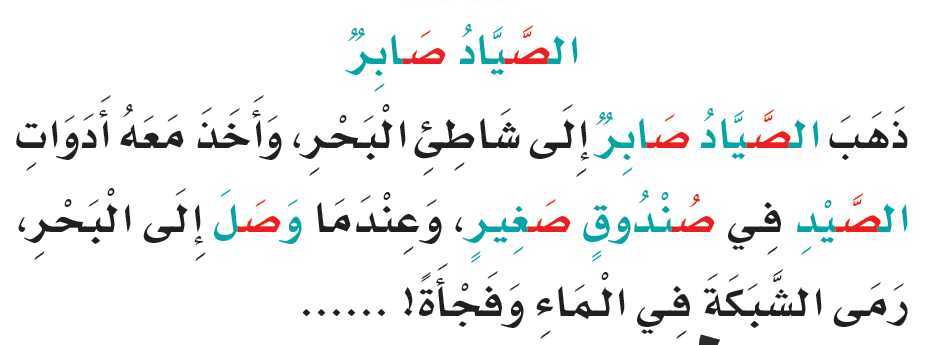 الصَّيَّادُ صَابِرٌ
ذَهَبَ الصَّيَّادُ صَابِرٌ إِلَى شَاطِئِ الْبَحْرِ، وَأَخَذَ مَعَهُ أَدَوَاتِ
الصَّيْدِ فِي صُنْدُوقٍ صَغِيرٍ، وَعِنْدَمَا وَصَلَ إِلَى الْبَحْرِ،
رَمَى الشَّبَكَةَ فِي الْمَاءِ وَفَجْأَةً! ......